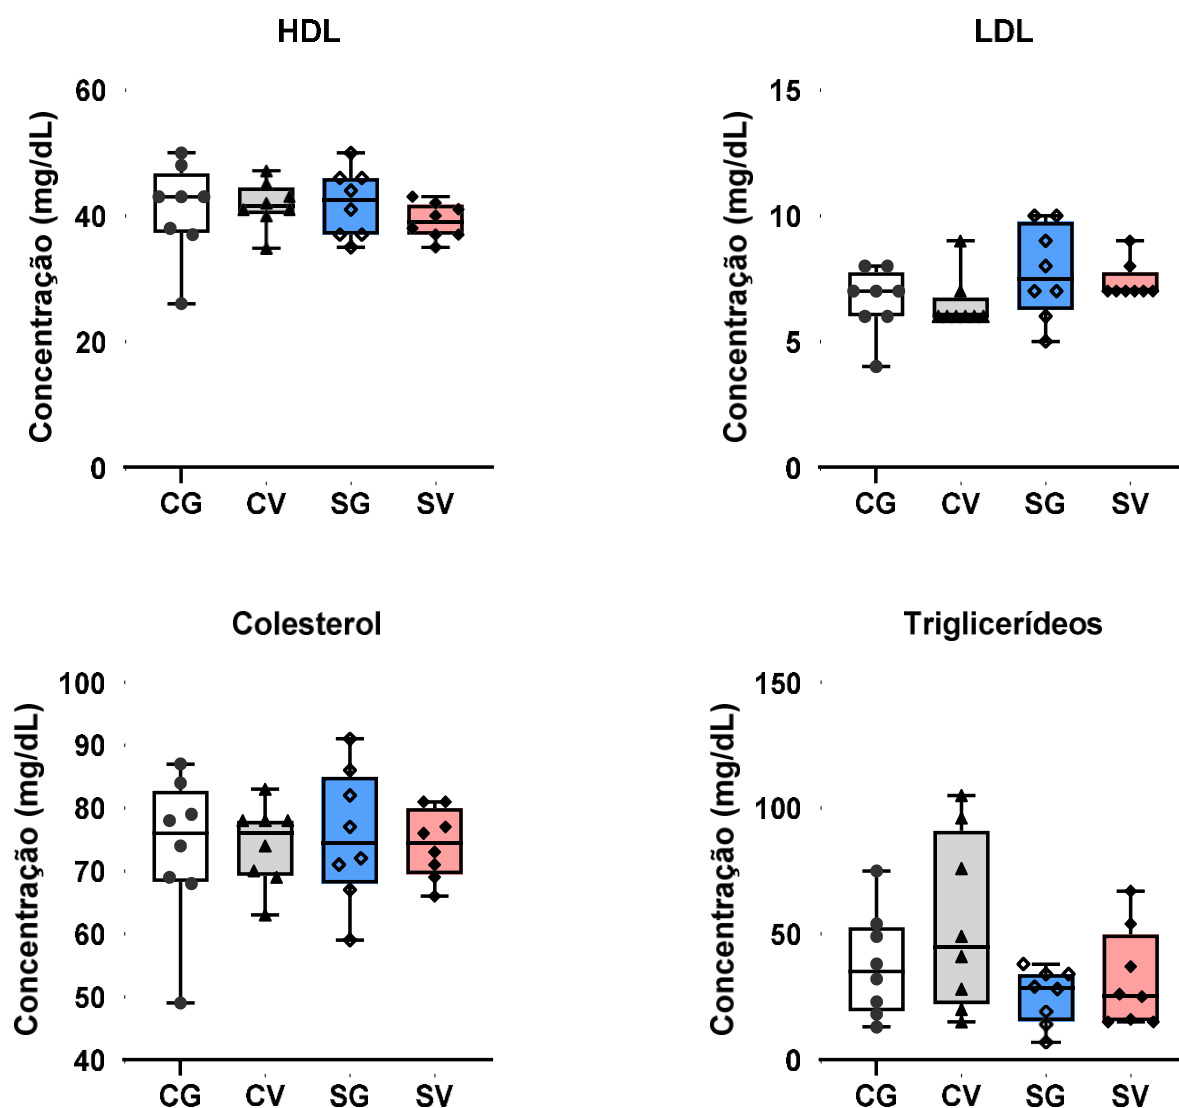 HDL
Concentração (mg/dL)
60
40
20
0
CG CV SG SV
LDL
Concentração (mg/dL)
15
10
5
0
CG CV SG SV
Colesterol
Concentração (mg/dL)
100
90
80
70
60
50
40
CG CV SG SV
Triglicerídeos
Concentração (mg/dL)
150
100
50
0
CG CV SG SV